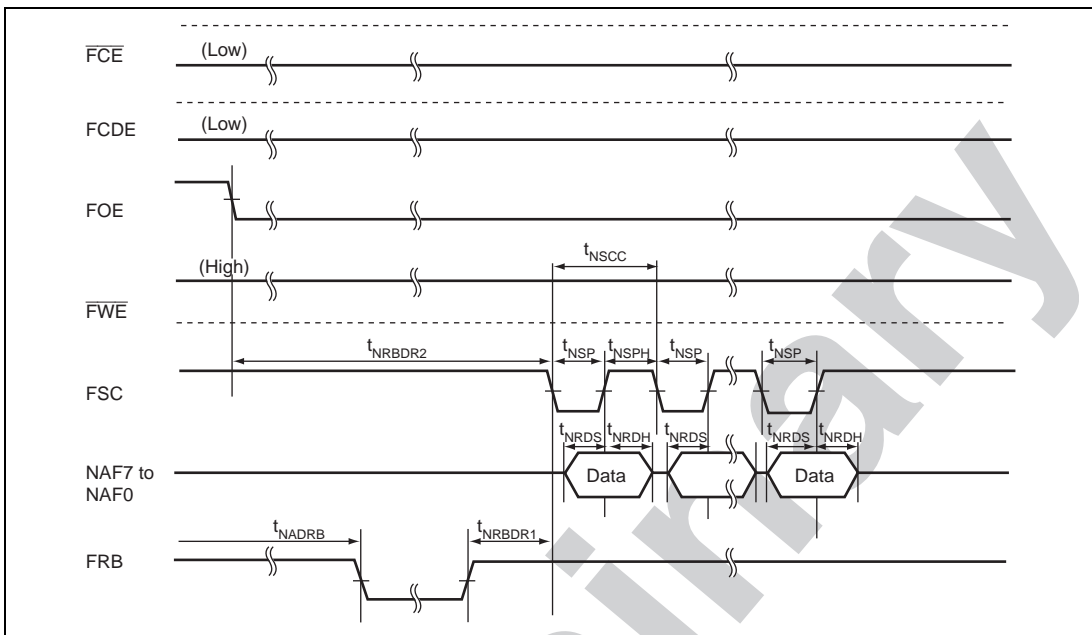 FCE (Low)
FCDE (Low)
FOE
(High)
FWE
tNSCC
tNRBDR2 tNSP tNSPH tNSP tNSP
FSC
tNRDS tNRDH tNRDS tNRDS tNRDH
NAF7 to
NAF0
Data Data
tNADRB tNRBDR1
FRB
inary